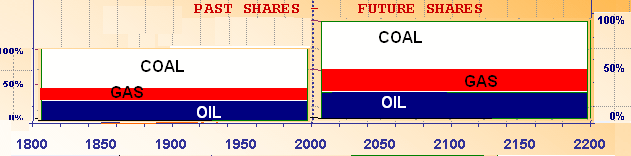 PAST SHARES - FUTURE SHARES
100% COAL COAL 100%
50% GAS GAS 50%
0% OIL OIL 0%
1800 1850 1900 1950 2000 2050 2100 2150 2200